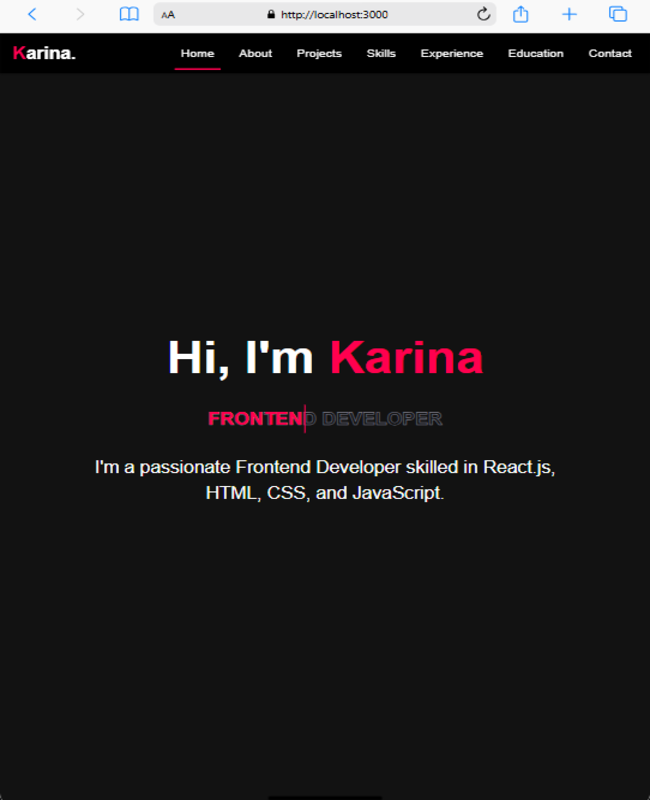 AA http://localhost:3000
Karina. Home About Projects Skills Experience Education Contact
Hi, I'm Karina
FRONTEND DEVELOPER
I'm a passionate Frontend Developer skilled in React.js,
HTML, CSS, and JavaScript.